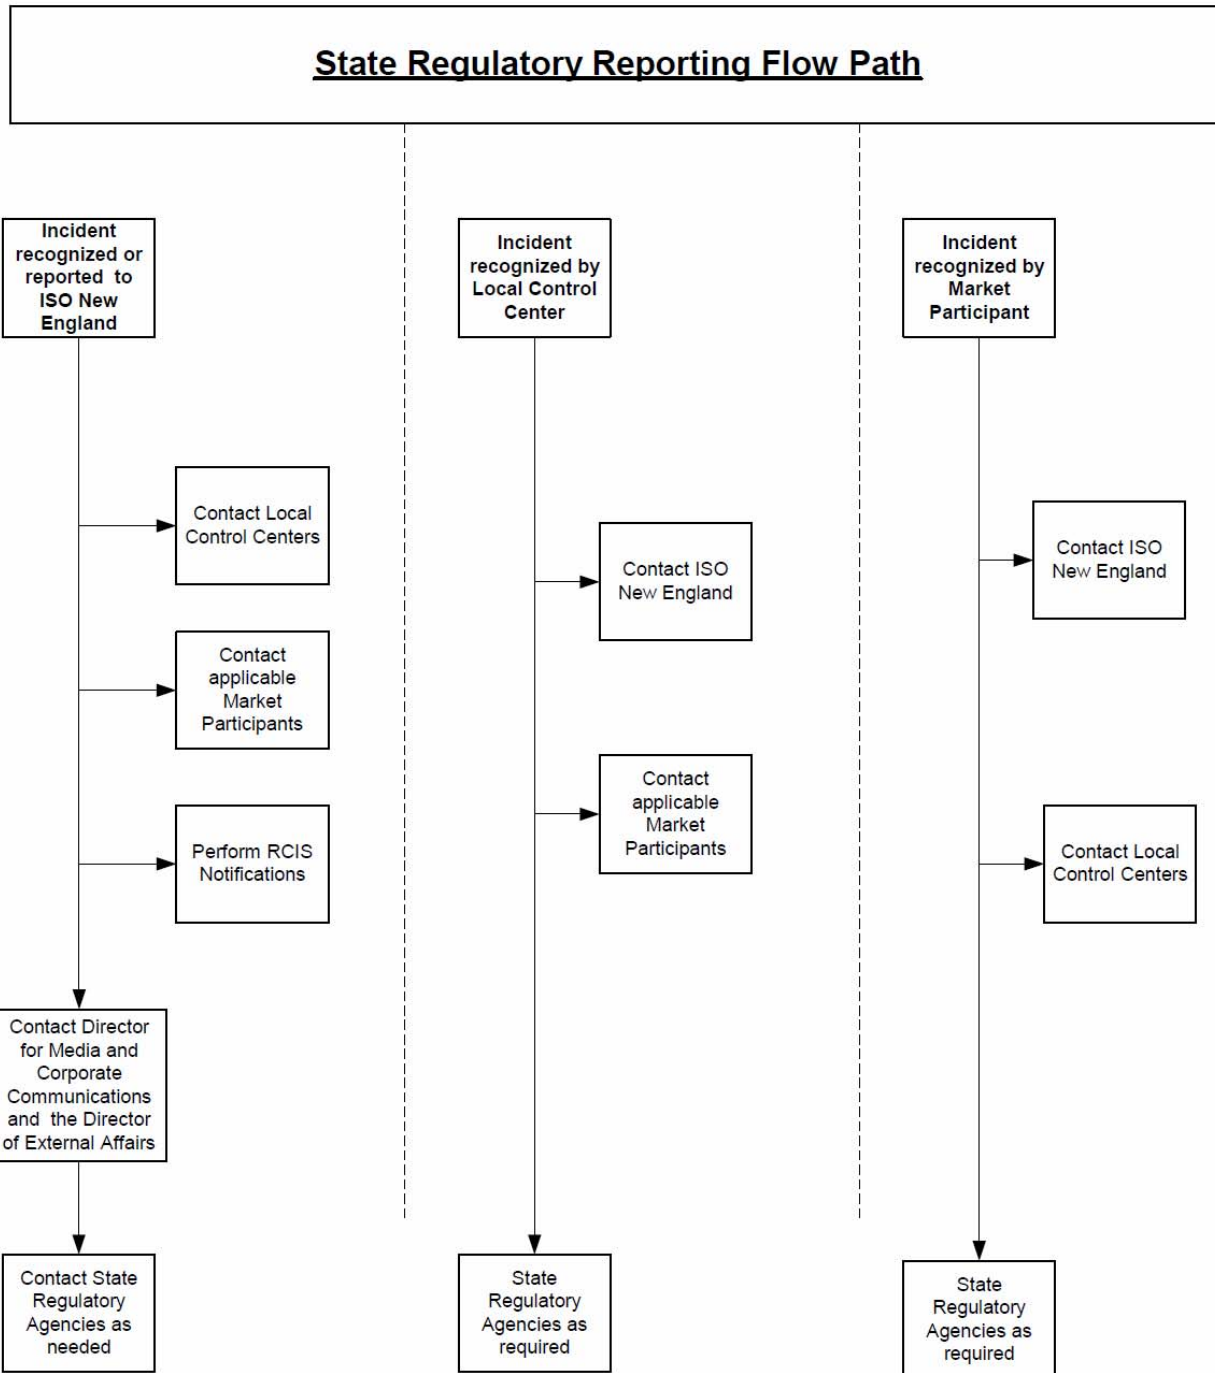 State Regulatory Reporting Flow Path
Incident
recognized or
reported to
ISO New
England
Contact Local
Control Centers
Contact
applicable
Market
Participants
Perform RCIS
Notifications
Contact Director
for Media and
Corporate
Communications
and the Director
of External Affairs
Contact State
Regulatory
Agencies as
needed
Incident
recognized by
Local Control
Center
Contact ISO
New England
Contact
applicable
Market
Participants
State
Regulatory
Agencies as
required
Incident
recognized by
Market
Participant
Contact ISO
New England
Contact Local
Control Centers
State
Regulatory
Agencies as
required